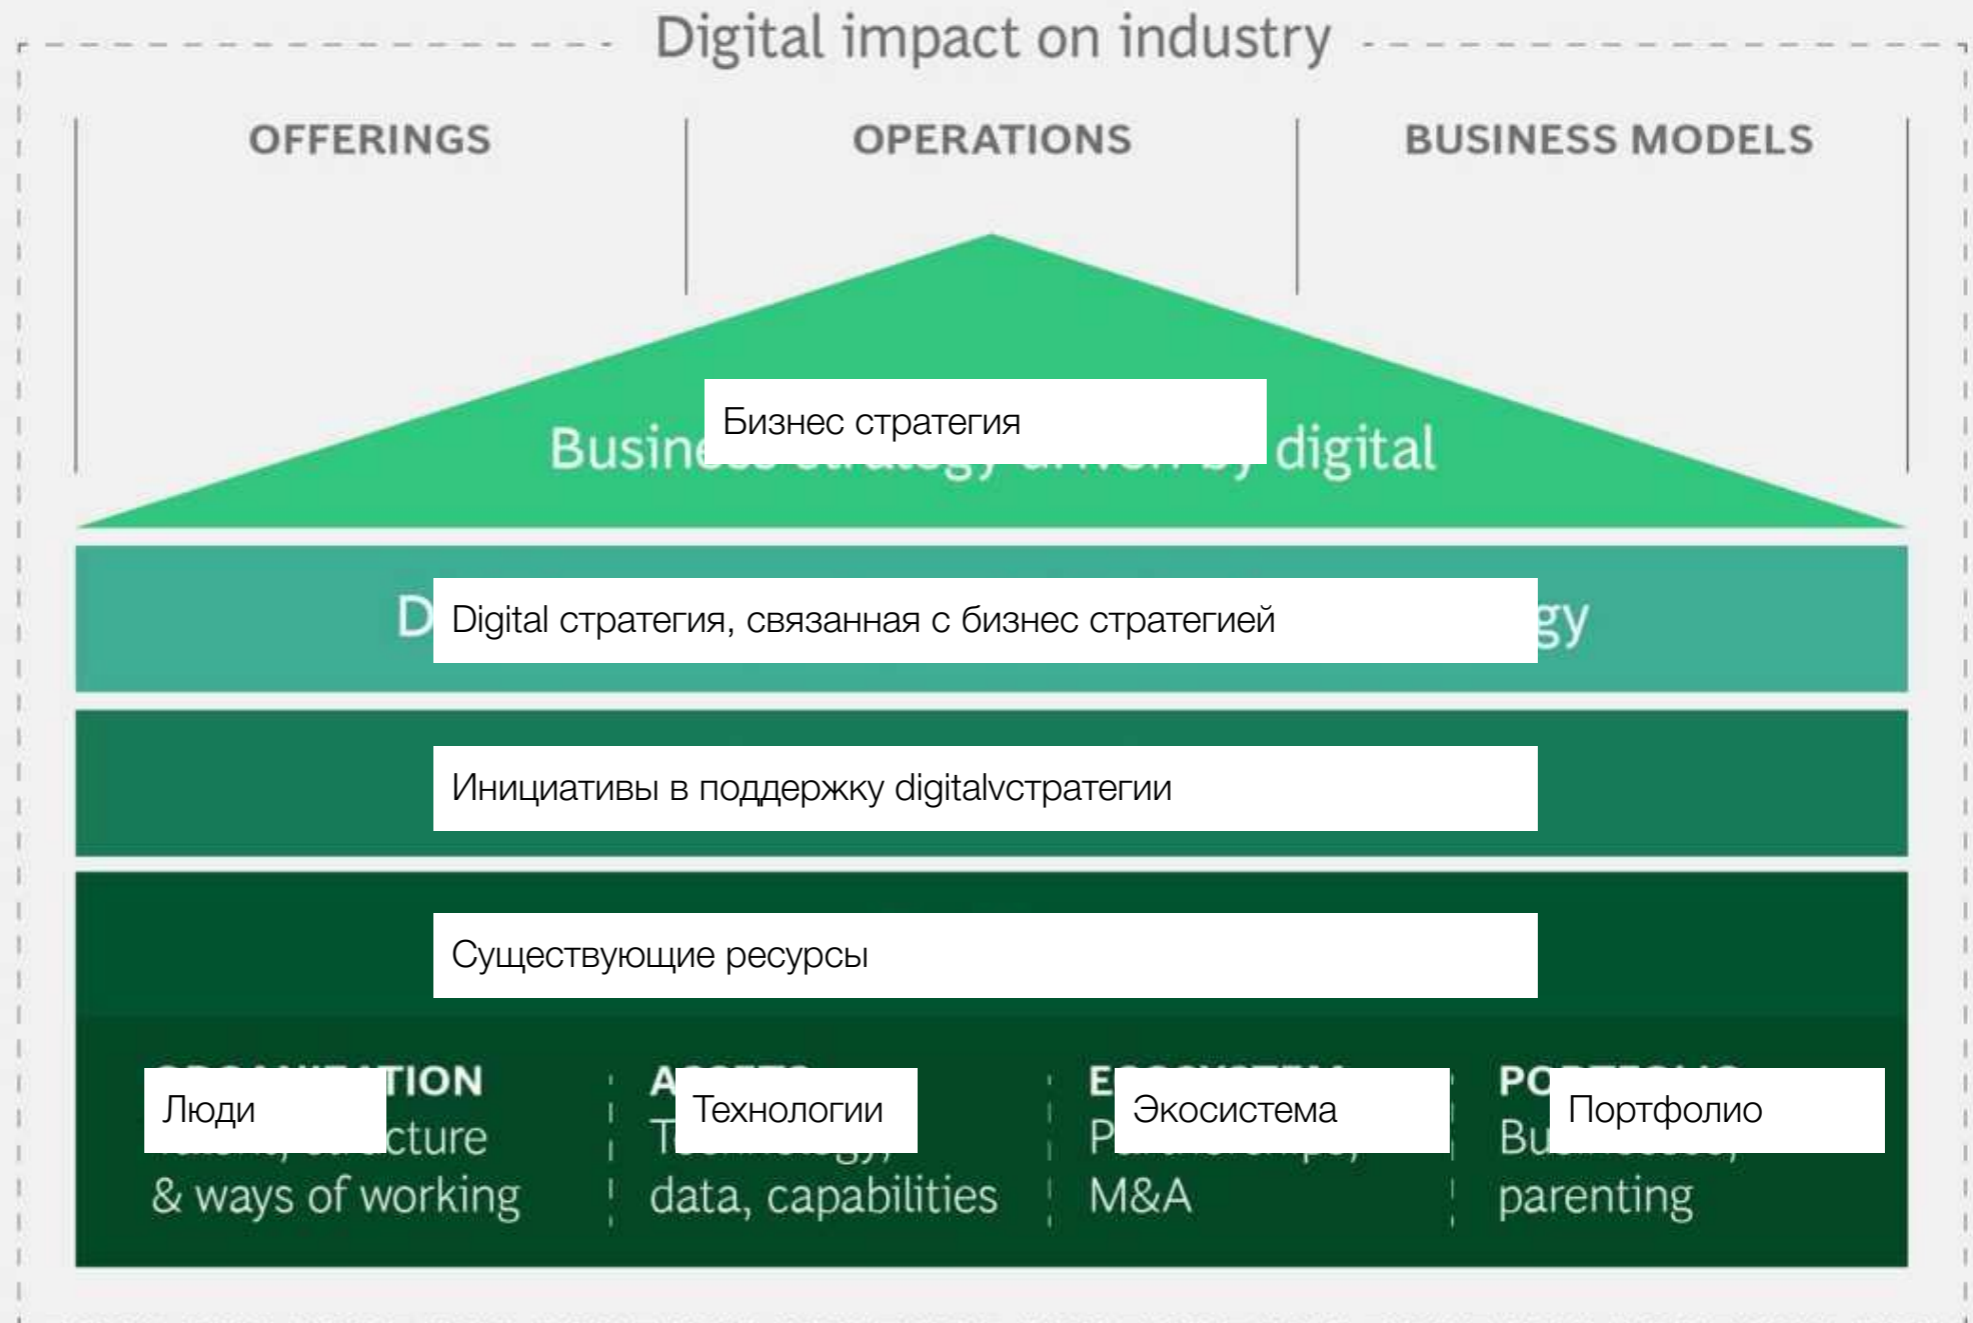 Digital impact on industry
OFFERINGS
OPERATIONS
BUSINESS MODELS
Бизнес стратегия
digital
Digital стратегия, связанная с бизнес стратегией
Инициативы в поддержку digitalvстратегии
Существующие ресурсы
Люди
Технологии
Экосистема
Портфолио
& ways of working
data, capabilities
M&A
parenting